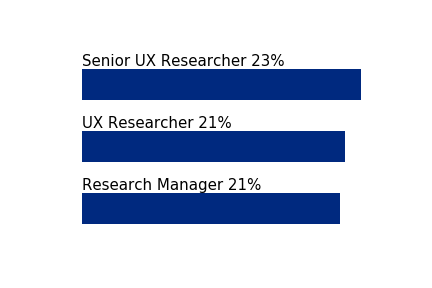 Senior UX Researcher 23%
UX Researcher 21%
Research Manager 21%